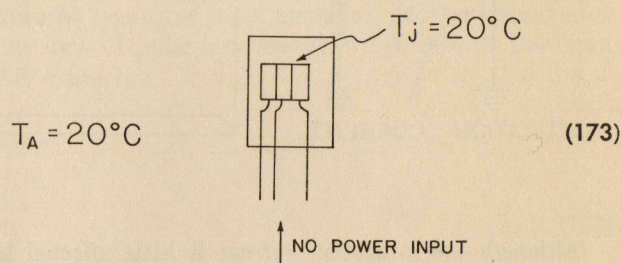 Tj = 20°C
TA = 20°C
(173)
NO POWER INPUT